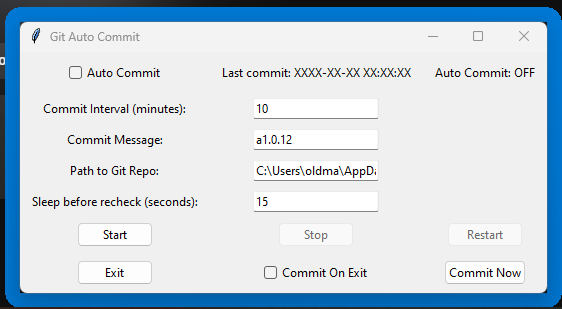 Git Auto Commit
Auto Commit Last commit: XXXX-XX-XX XX:XX:XX Auto Commit: OFF
Commit Interval (minutes): 10
Commit Message: a1.0.12
Path to Git Repo: C:\Users\oldma\AppDa
Sleep before recheck (seconds): 15
Start Stop Restart
Exit Commit On Exit Commit Now